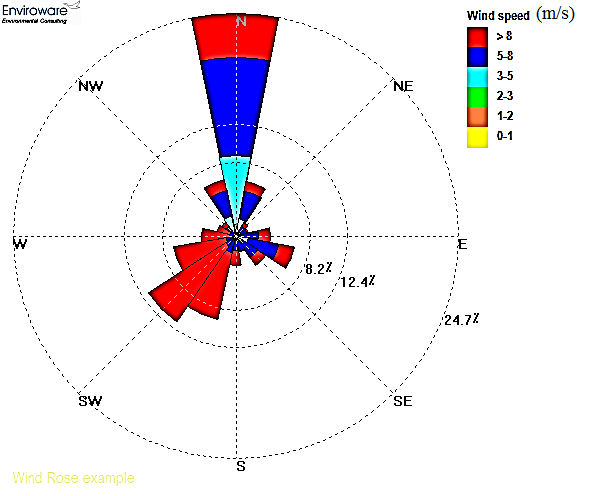 Enviroware
Environmental Consulting
Wind speed (m/s)
> 8
5-8
3-5
2-3
1-2
0-1
N
NW
NE
W
E
8.2%
12.4%
24.7%
SW
SE
S
Wind Rose example